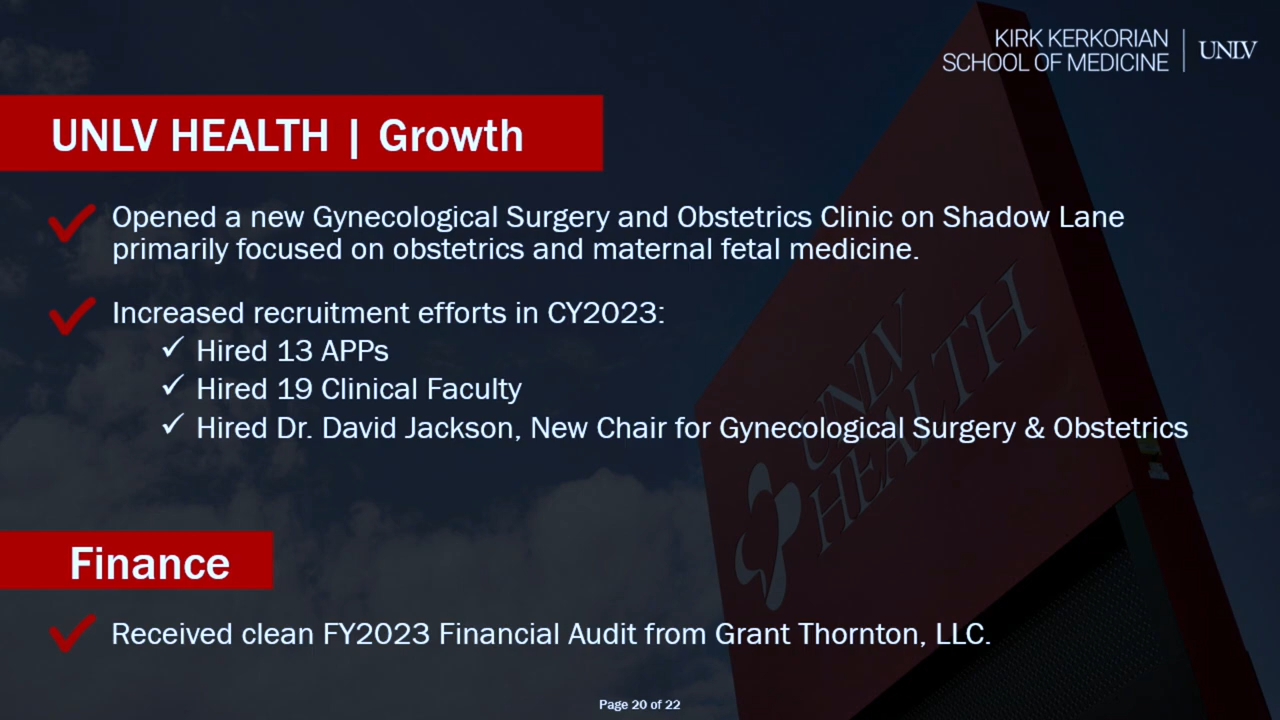 KIRK KERKORIAN
SCHOOL OF MEDICINE
UNLV
UNLV HEALTH | Growth
Opened a new Gynecological Surgery and Obstetrics Clinic on Shadow Lane
primarily focused on obstetrics and maternal fetal medicine.
Increased recruitment efforts in CY2023:
Hired 13 APPs
Hired 19 Clinical Faculty
Hired Dr. David Jackson, New Chair for Gynecological Surgery & Obstetrics
UNLV
HEALTH
Finance
Received clean FY2023 Financial Audit from Grant Thornton, LLC.
Page 20 of 22